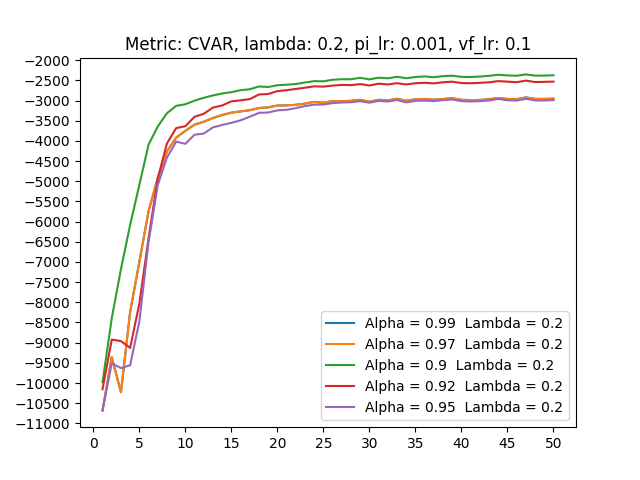 Metric: CVAR, lambda: 0.2, pi_lr: 0.001, vf_lr: 0.1
−2000
−2500
−3000
−3500
−4000
−4500
−5000
−5500
−6000
−6500
−7000
−7500
−8000
−8500
−9000
−9500
−10000
−10500
−11000
Alpha = 0.99 Lambda = 0.2
Alpha = 0.97 Lambda = 0.2
Alpha = 0.9 Lambda = 0.2
Alpha = 0.92 Lambda = 0.2
Alpha = 0.95 Lambda = 0.2
0 5 10 15 20 25 30 35 40 45 50